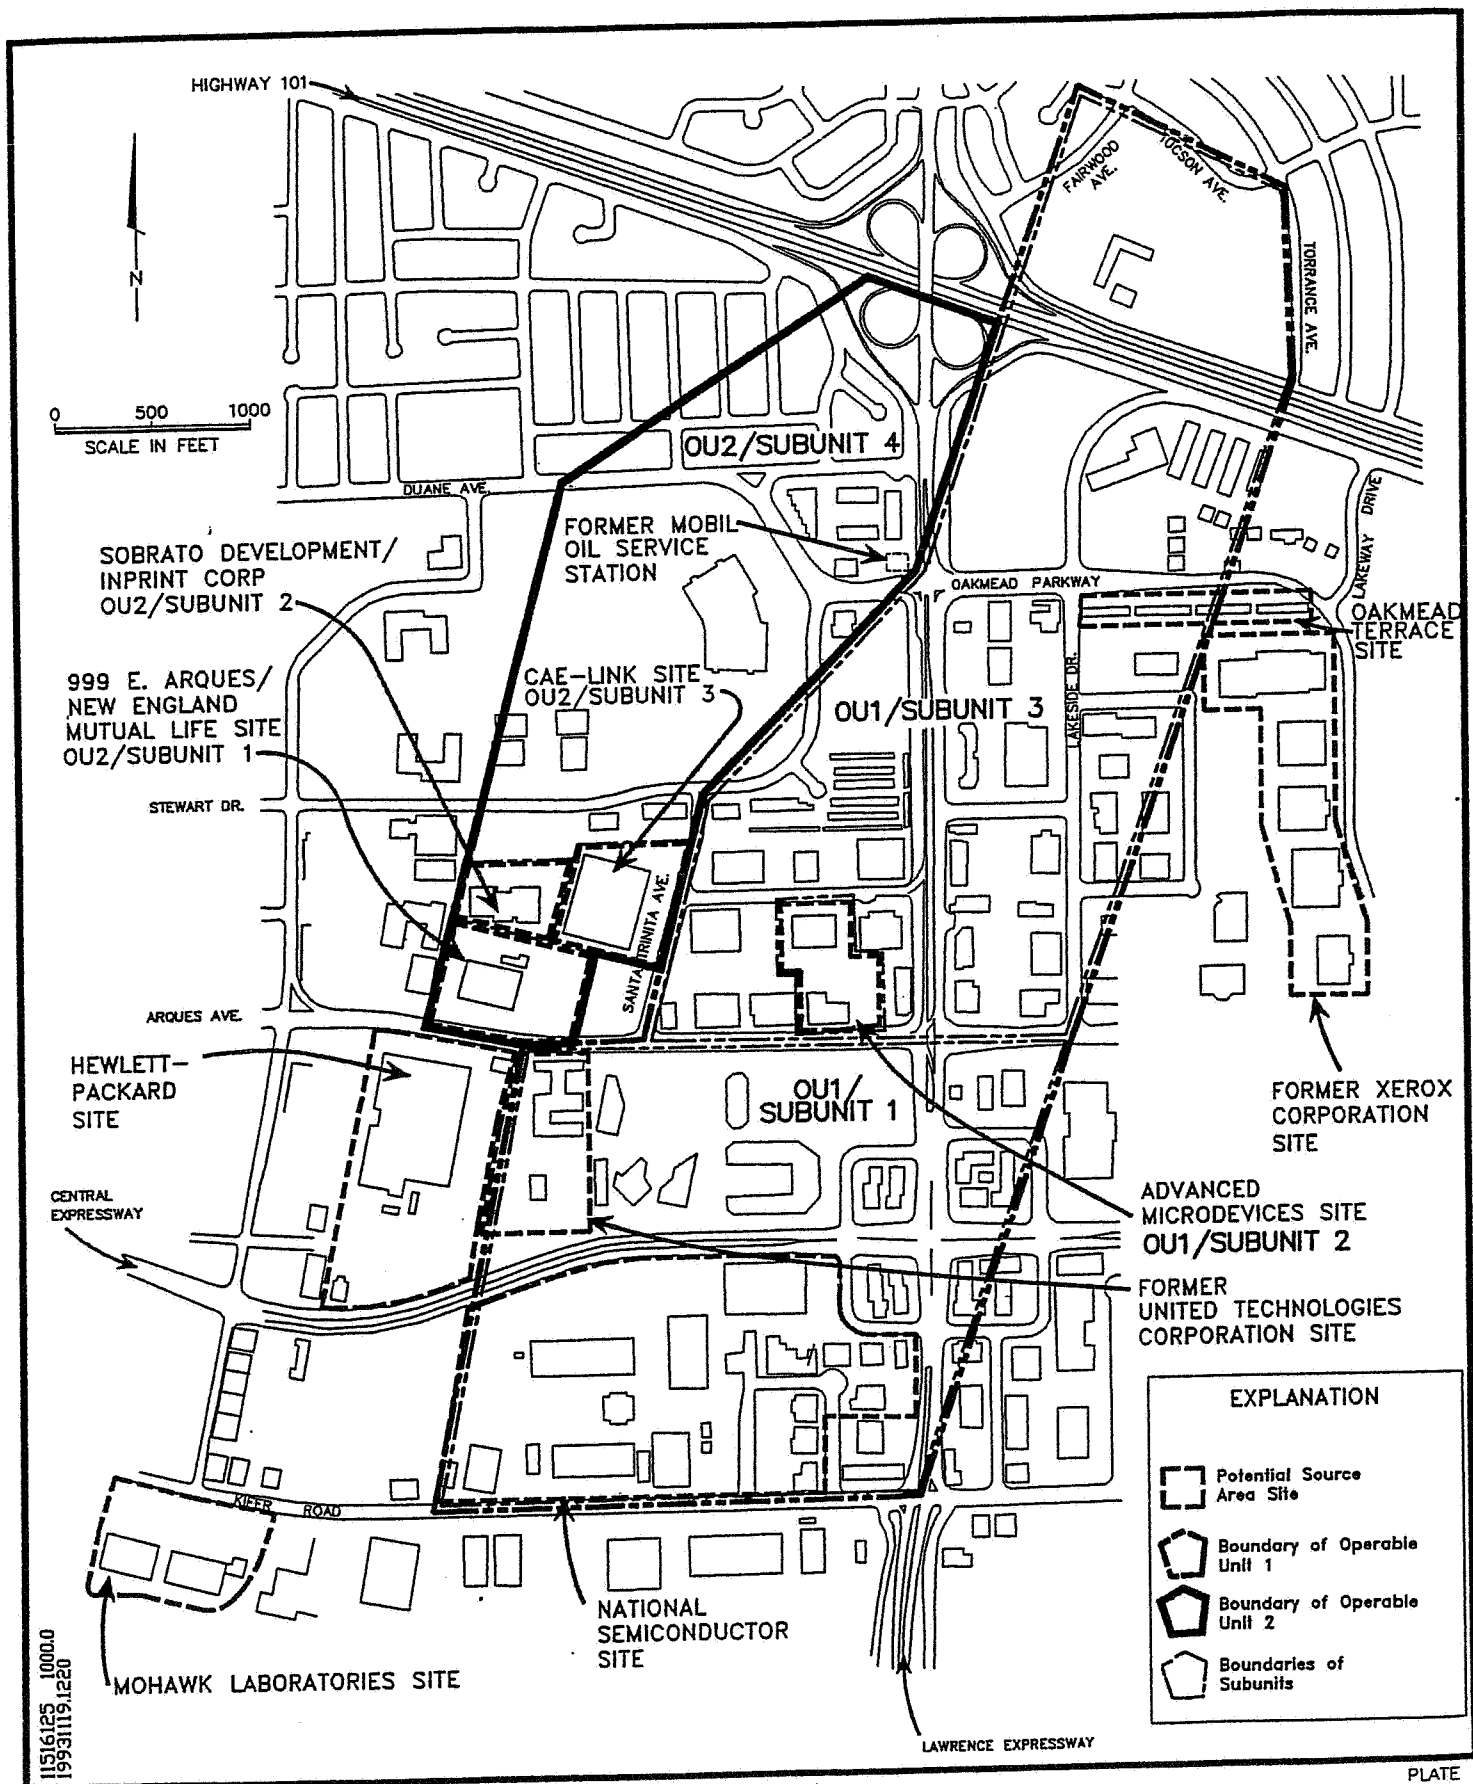 HIGHWAY 101
FAIRWOOD
AVE.
TUCSON AVE.
TORRANCE AVE.
N
0 500 1000
SCALE IN FEET
OU2/SUBUNIT 4
DUANE AVE.
LAKEWAY DRIVE
FORMER MOBIL
OIL SERVICE
STATION
SOBRATO DEVELOPMENT/
INPRINT CORP
OU2/SUBUNIT 2
OAKMEAD PARKWAY
OAKMEAD
TERRACE
SITE
999 E. ARQUES/
NEW ENGLAND
MUTUAL LIFE SITE
OU2/SUBUNIT 1
CAE-LINK SITE
OU2/SUBUNIT 3
OU1/SUBUNIT 3
LAKESIDE DR.
STEWART DR.
SANTA TRINITA AVE.
ARQUES AVE.
HEWLETT-
PACKARD
SITE
OU1/
SUBUNIT 1
FORMER XEROX
CORPORATION
SITE
CENTRAL
EXPRESSWAY
ADVANCED
MICRODEVICES SITE
OU1/SUBUNIT 2
FORMER
UNITED TECHNOLOGIES
CORPORATION SITE
EXPLANATION
Potential Source
Area Site
Boundary of Operable
Unit 1
Boundary of Operable
Unit 2
Boundaries of
Subunits
KIFER ROAD
NATIONAL
SEMICONDUCTOR
SITE
MOHAWK LABORATORIES SITE
LAWRENCE EXPRESSWAY
11516125 1000.0
19931119.1220
PLATE